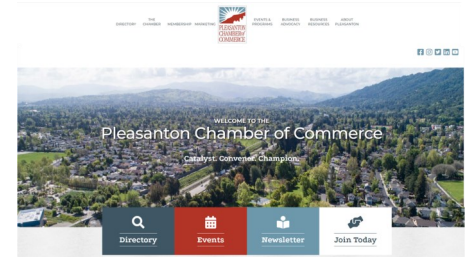 DIRECTORY
THE
CHAMBER
MEMBERSHIP
MARKETING
PLEASANTON
CHAMBER OF
COMMERCE
EVENTS &
PROGRAMS
BUSINESS
ADVOCACY
BUSINESS
RESOURCES
ABOUT
PLEASANTON
WELCOME TO THE
Pleasanton Chamber of Commerce
Catalyst. Convener. Champion.
Directory
Events
Newsletter
Join Today